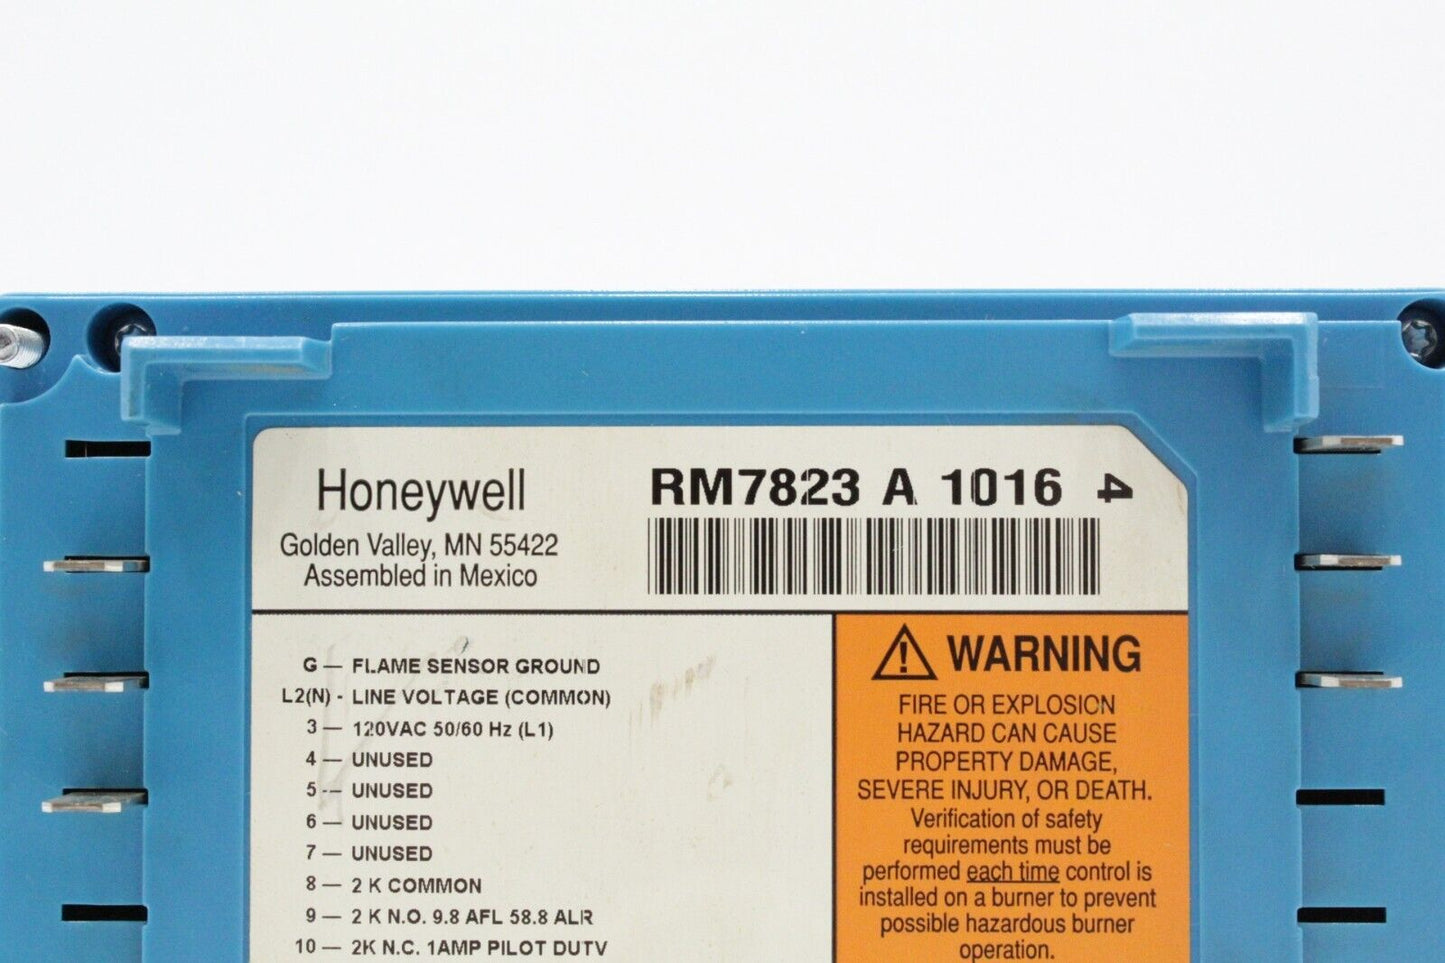 Honeywell
Golden Valley, MN 55422
Assembled in Mexico
RM7823 A 1016 4
G — FLAME SENSOR GROUND
L2(N) - LINE VOLTAGE (COMMON)
3 — 120VAC 50/60 Hz (L1)
4 — UNUSED
5 -- UNUSED
6 — UNUSED
7 — UNUSED
8 — 2 K COMMON
9 — 2 K N.O. 9.8 AFL 58.8 ALR
10 — 2K N.C. 1AMP PILOT DUTY
WARNING
FIRE OR EXPLOSION
HAZARD CAN CAUSE
PROPERTY DAMAGE,
SEVERE INJURY, OR DEATH.
Verification of safety
requirements must be
performed each time control is
installed on a burner to prevent
possible hazardous burner
operation.